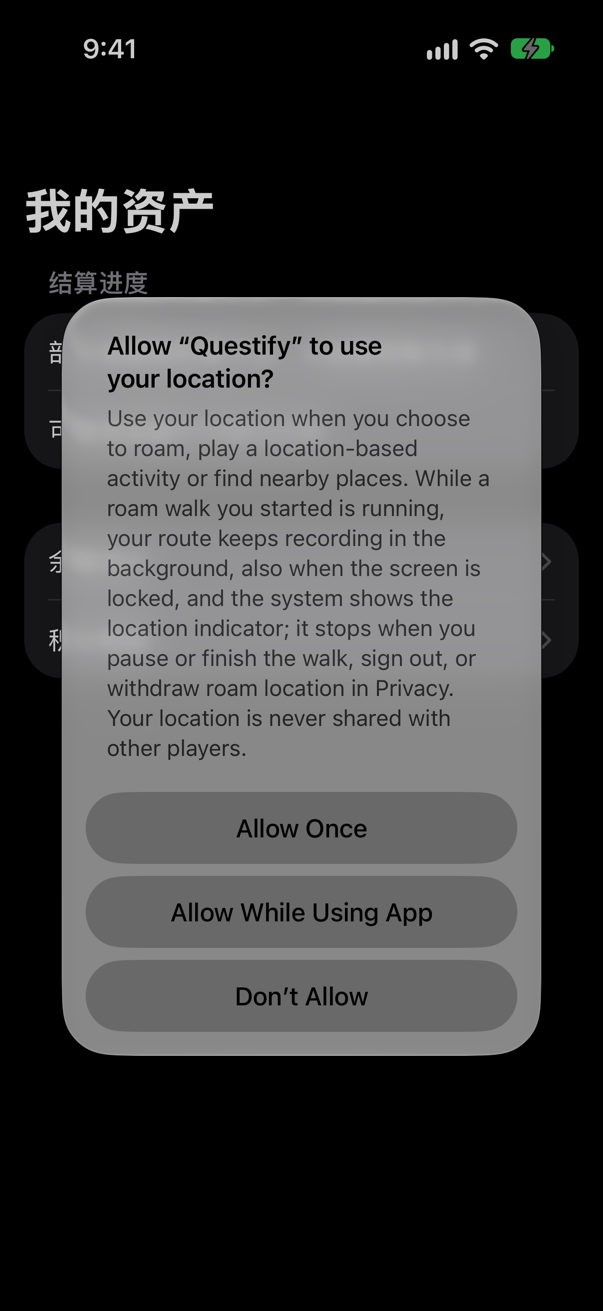 9:41
我的资产
结算进度
Allow “Questify” to use
your location?
Use your location when you choose
to roam, play a location-based
activity or find nearby places. While a
roam walk you started is running,
your route keeps recording in the
background, also when the screen is
locked, and the system shows the
location indicator; it stops when you
pause or finish the walk, sign out, or
withdraw roam location in Privacy.
Your location is never shared with
other players.
Allow Once
Allow While Using App
Don’t Allow